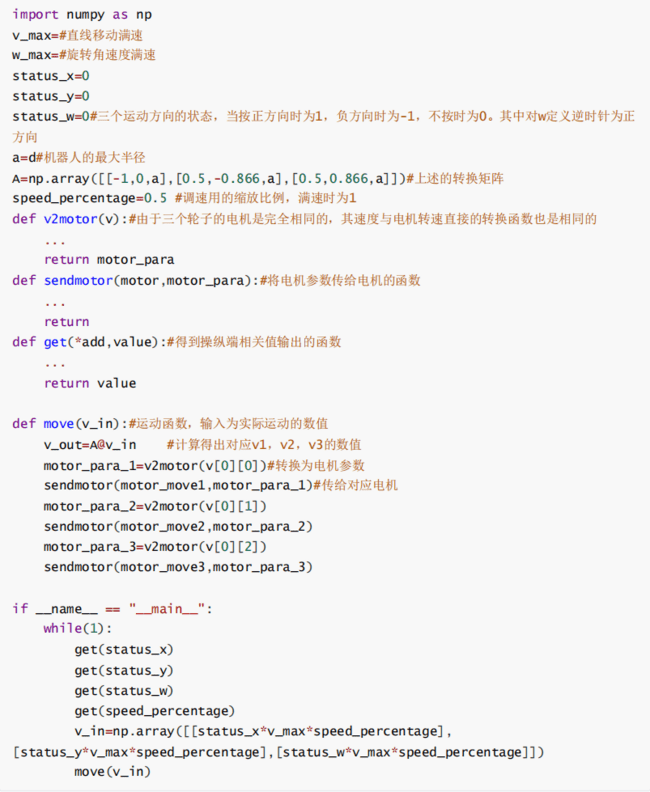 import numpy as np
v_max=#直线移动满速
w_max=#旋转角速度满速
status_x=0
status_y=0
status_w=0#三个运动方向的状态，当按正方向时为1，负方向时为-1，不按时为0。其中对w定义逆时针为正
方向
a=d#机器人的最大半径
A=np.array([[-1,0,a],[0.5,-0.866,a],[0.5,0.866,a]])#上述的转换矩阵
speed_percentage=0.5 #调速用的缩放比例，满速时为1
def v2motor(v):#由于三个轮子的电机是完全相同的，其速度与电机转速直接的转换函数也是相同的
    ...
    return motor_para
def sendmotor(motor,motor_para):#将电机参数传给电机的函数
    ...
    return
def get(*add,value):#得到操纵端相关值输出的函数
    ...
    return value

def move(v_in):#运动函数，输入为实际运动的数值
    v_out=A@v_in    #计算得出对应v1，v2，v3的数值
    motor_para_1=v2motor(v[0][0])#转换为电机参数
    sendmotor(motor_move1,motor_para_1)#传给对应电机
    motor_para_2=v2motor(v[0][1])
    sendmotor(motor_move2,motor_para_2)
    motor_para_3=v2motor(v[0][2])
    sendmotor(motor_move3,motor_para_3)

if __name__ == "__main__":
    while(1):
        get(status_x)
        get(status_y)
        get(status_w)
        get(speed_percentage)
        v_in=np.array([[status_x*v_max*speed_percentage],
[status_y*v_max*speed_percentage],[status_w*v_max*speed_percentage]])
        move(v_in)